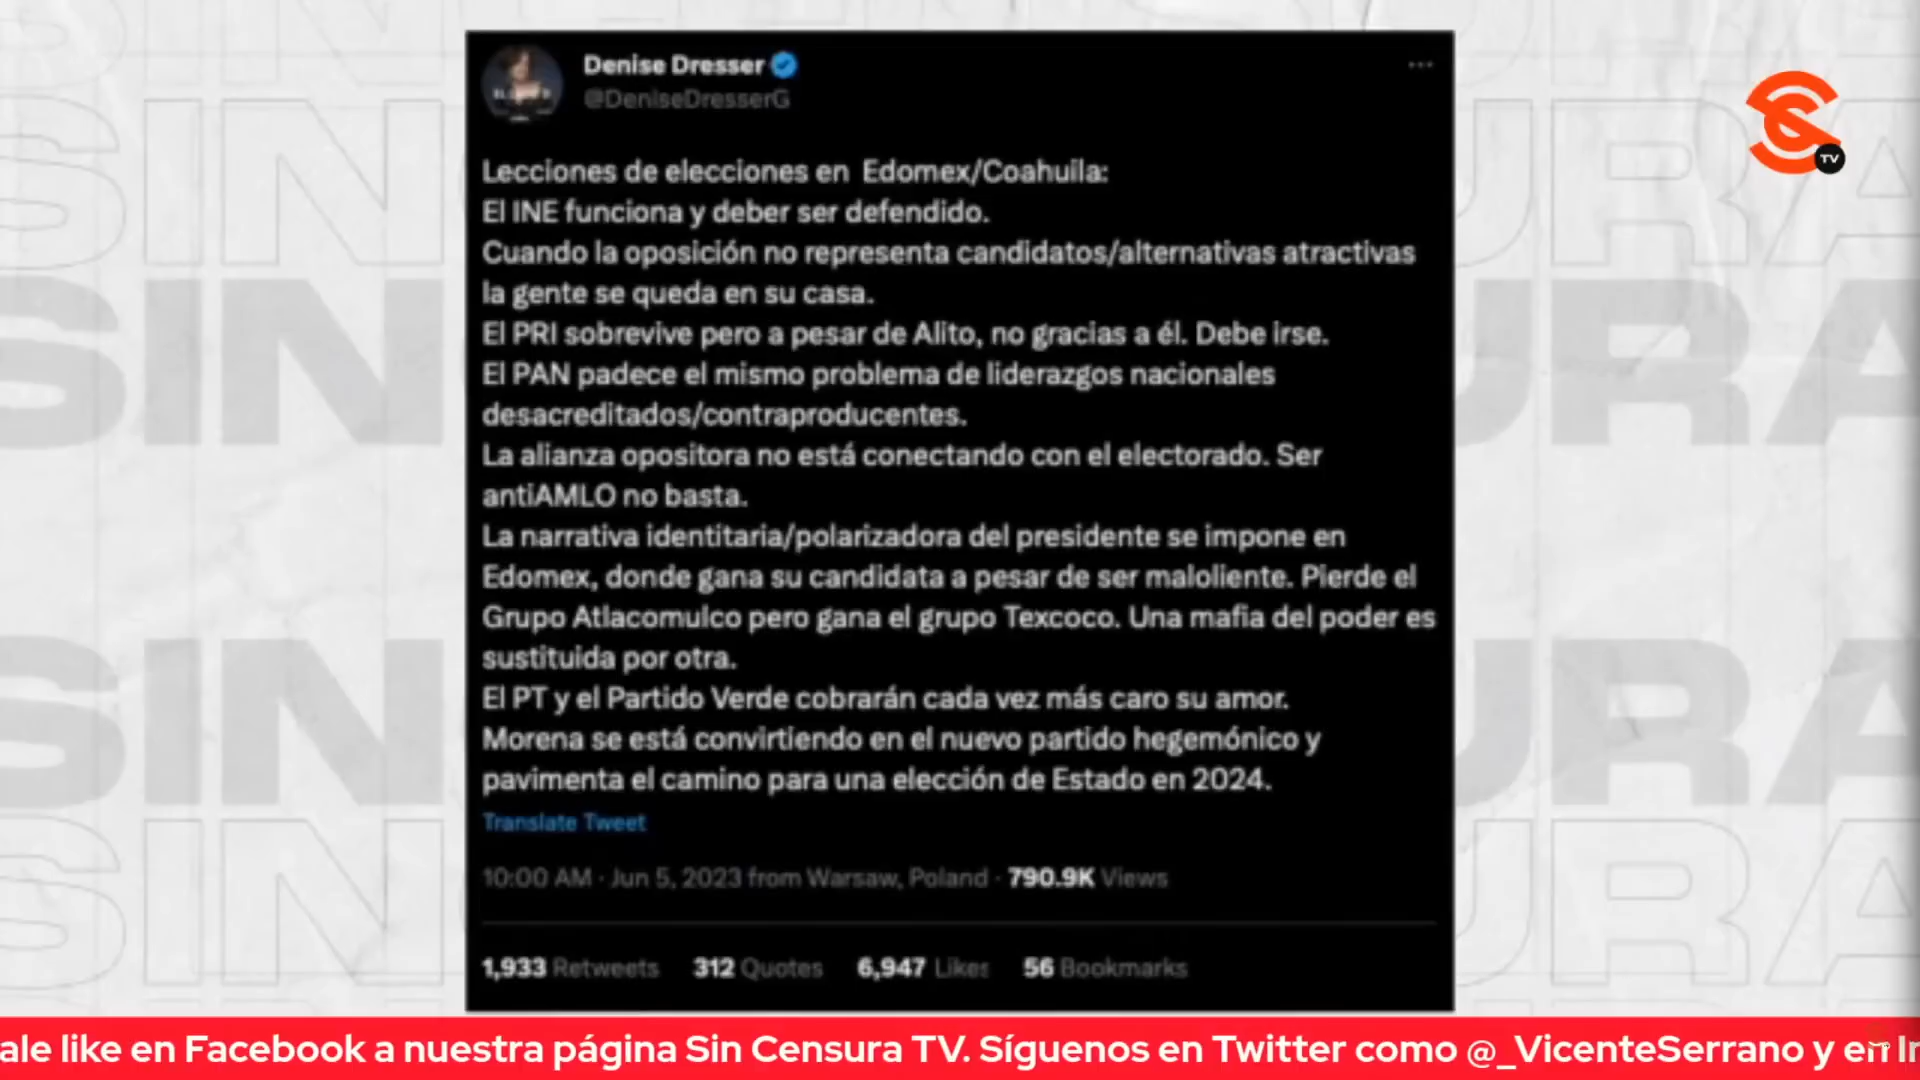 Denise Dresser
@DeniseDresserG
TV
Lecciones de elecciones en Edomex/Coahuila:
El INE funciona y deber ser defendido.
Cuando la oposición no representa candidatos/alternativas atractivas
la gente se queda en su casa.
El PRI sobrevive pero a pesar de Alito, no gracias a él. Debe irse.
El PAN padece el mismo problema de liderazgos nacionales
desacreditados/contraproducentes.
La alianza opositora no está conectando con el electorado. Ser
antiAMLO no basta.
La narrativa identitaria/polarizadora del presidente se impone en
Edomex, donde gana su candidata a pesar de ser maloliente. Pierde el
Grupo Atlacomulco pero gana el grupo Texcoco. Una mafia del poder es
sustituida por otra.
El PT y el Partido Verde cobrarán cada vez más caro su amor.
Morena se está convirtiendo en el nuevo partido hegemónico y
pavimenta el camino para una elección de Estado en 2024.
Translate Tweet
10:00 AM · Jun 5, 2023 from Warsaw, Poland · 790.9K Views
1,933 Retweets 312 Quotes 6,947 Likes 56 Bookmarks
SIN
SIN
SIN
SIN
ale like en Facebook a nuestra página Sin Censura TV. Síguenos en Twitter como @_VicenteSerrano y en